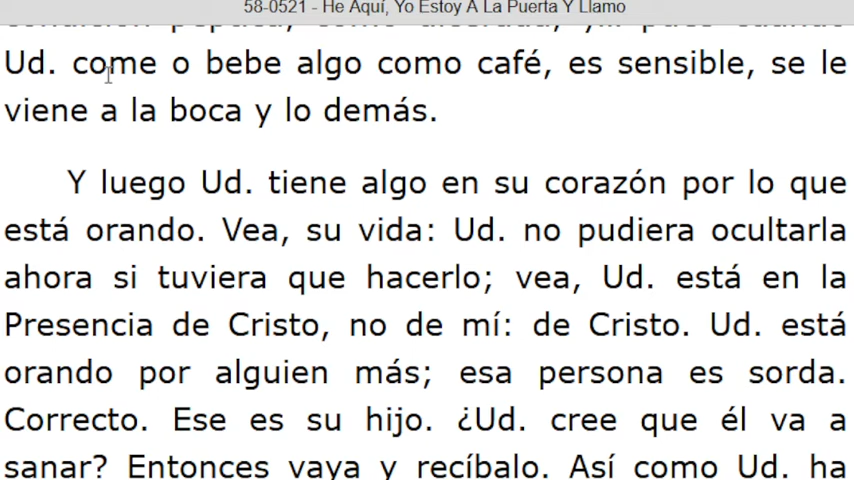 58-0521 - He Aquí, Yo Estoy A La Puerta Y Llamo
Ud. come o bebe algo como café, es sensible, se le
viene a la boca y lo demás.
Y luego Ud. tiene algo en su corazón por lo que
está orando. Vea, su vida: Ud. no pudiera ocultarla
ahora si tuviera que hacerlo; vea, Ud. está en la
Presencia de Cristo, no de mí: de Cristo. Ud. está
orando por alguien más; esa persona es sorda.
Correcto. Ese es su hijo. ¿Ud. cree que él va a
sanar? Entonces vaya y recíbalo. Así como Ud. ha